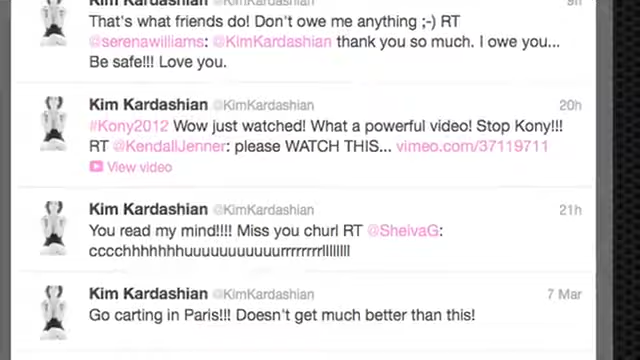 Kim Kardashian @KimKardashian 9h
That's what friends do! Don't owe me anything ;-) RT
@serenawilliams: @KimKardashian thank you so much. I owe you...
Be safe!!! Love you.
Kim Kardashian @KimKardashian 20h
#Kony2012 Wow just watched! What a powerful video! Stop Kony!!!
RT @KendallJenner: please WATCH THIS... vimeo.com/37119711
View video
Kim Kardashian @KimKardashian 21h
You read my mind!!!! Miss you churl RT @SheivaG:
cccchhhhhhhuuuuuuuuuuurrrrrrrrllllllll
Kim Kardashian @KimKardashian 7 Mar
Go carting in Paris!!! Doesn't get much better than this!